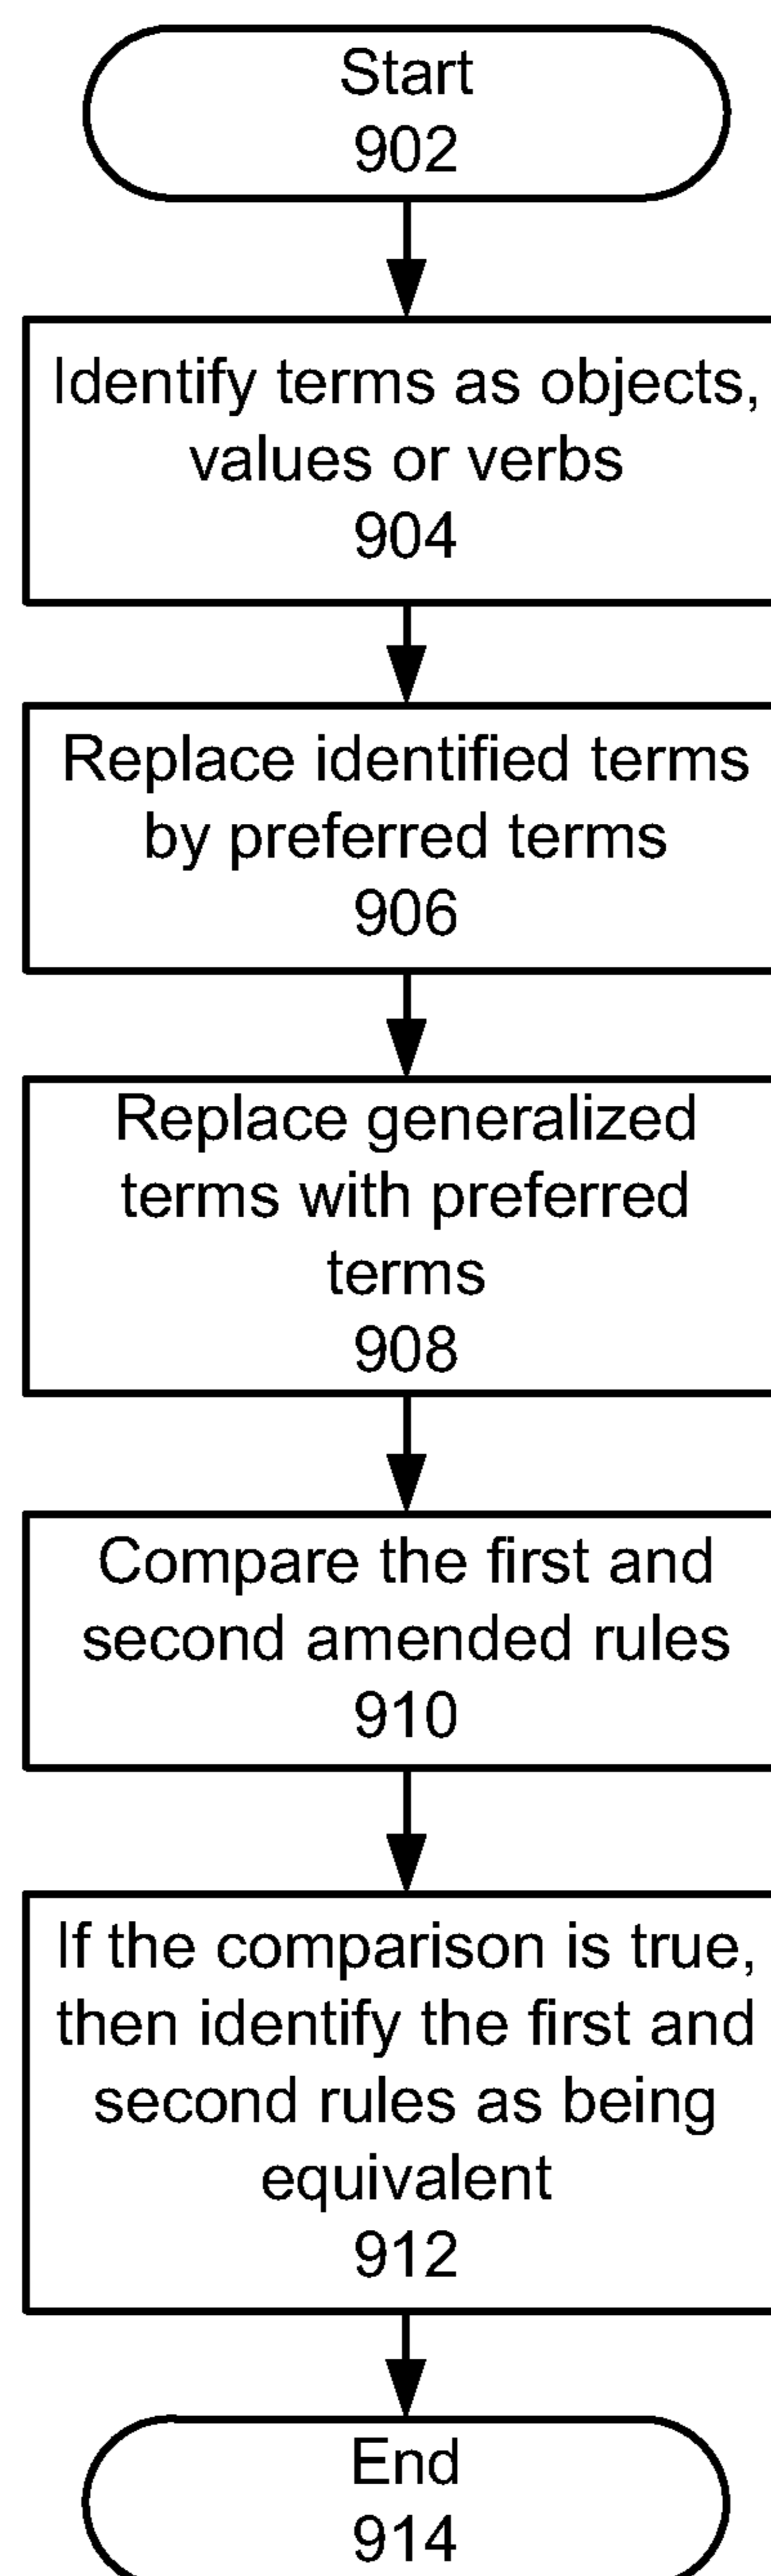 Start
902
Identify terms as objects,
values or verbs
904
Replace identified terms
by preferred terms
906
Replace generalized
terms with preferred
terms
908
Compare the first and
second amended rules
910
If the comparison is true,
then identify the first and
second rules as being
equivalent
912
End
914